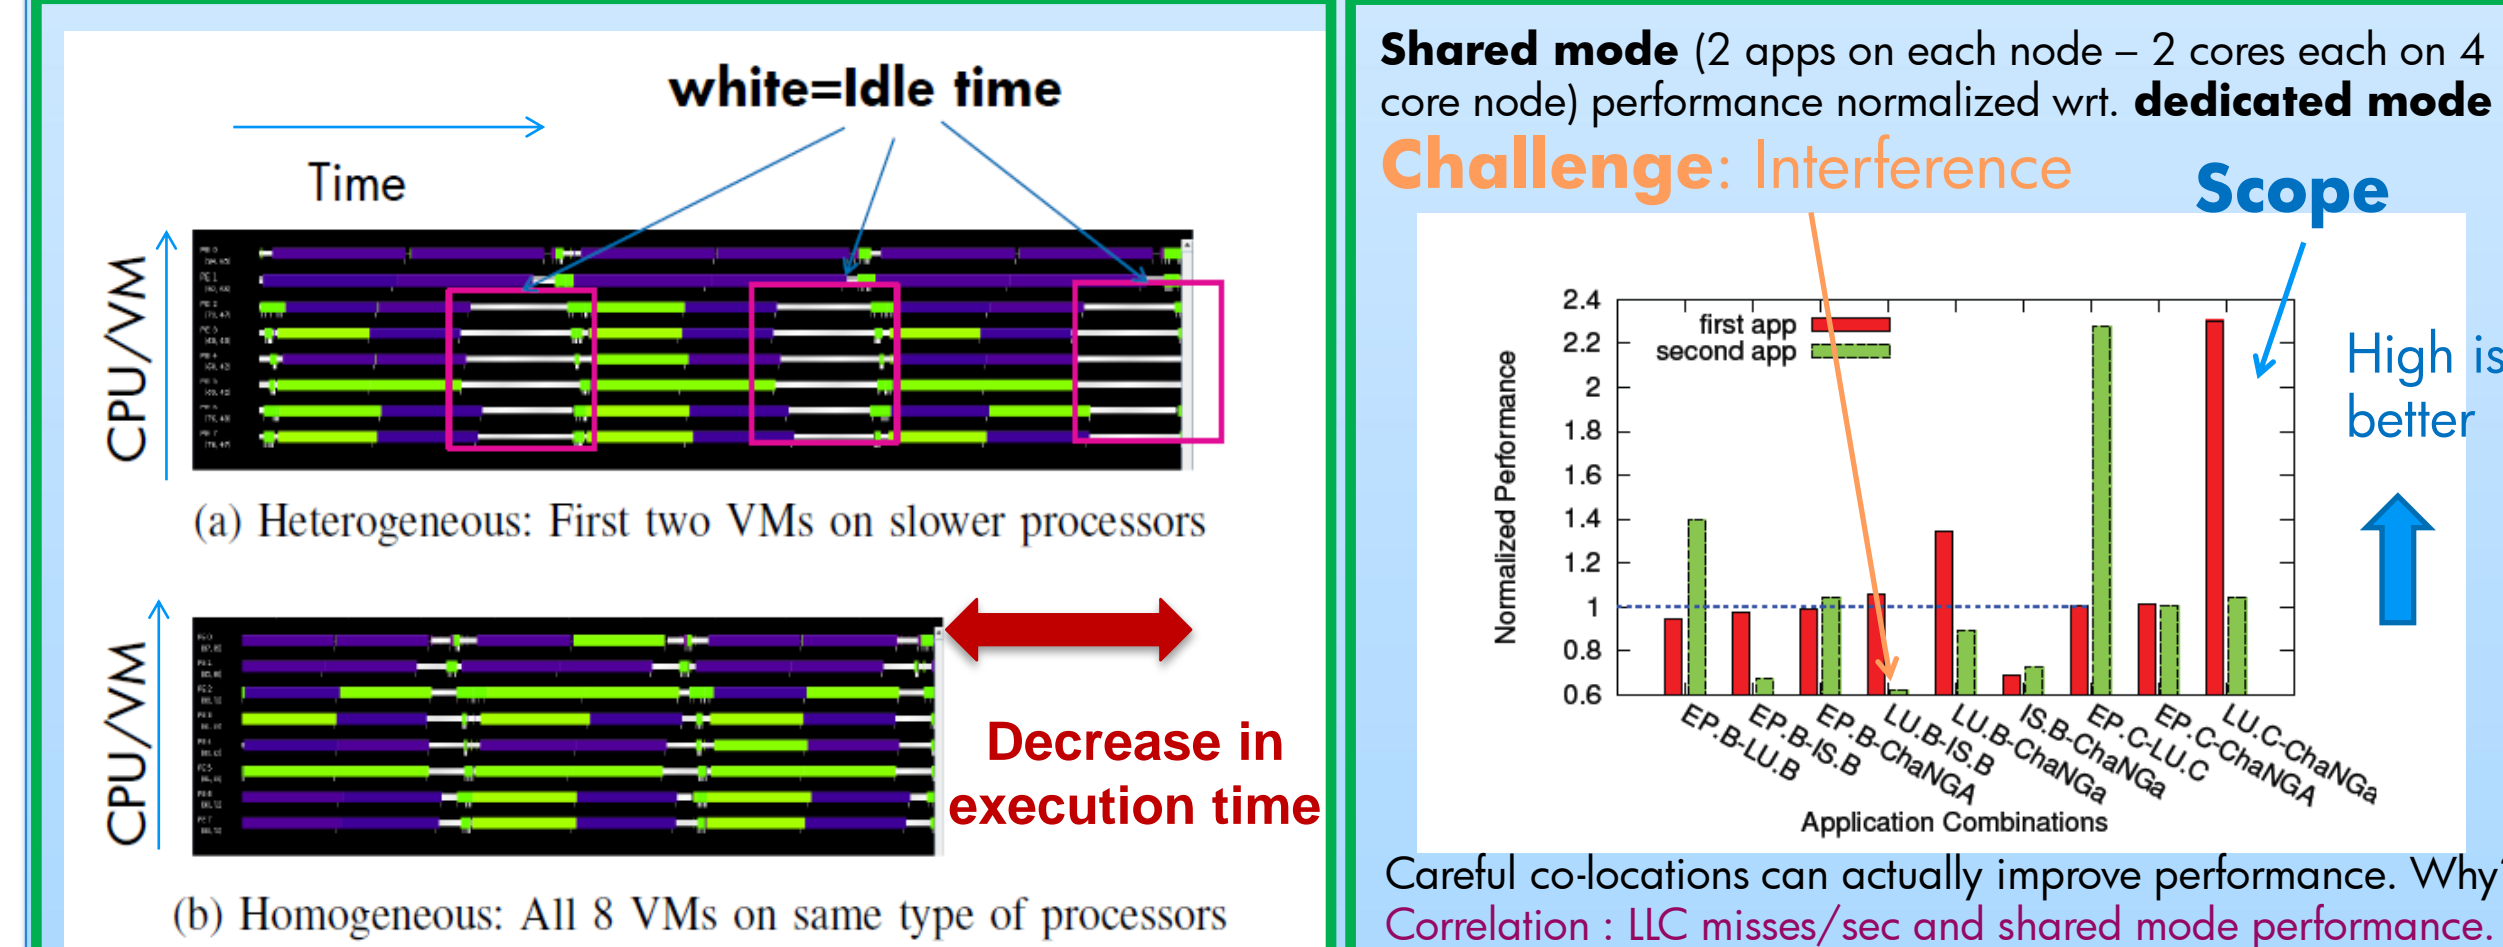 white=Idle time
Time
CPU/VM
(a) Heterogeneous: First two VMs on slower processors
CPU/VM
Decrease in
execution time
(b) Homogeneous: All 8 VMs on same type of processors
Shared mode (2 apps on each node – 2 cores each on 4
core node) performance normalized wrt. dedicated mode
Challenge: Interference
Scope
High is
better
first app
second app
Normalized Performance
2.4
2.2
2
1.8
1.6
1.4
1.2
1
0.8
0.6
EP.B-LU.B
EP.B-IS.B
EP.B-ChaNGA
LU.B-IS.B
LU.B-ChaNGa
IS.B-ChaNGa
EP.C-LU.C
EP.C-ChaNGA
LU.C-ChaNGa
Application Combinations
Careful co-locations can actually improve performance. Why?
Correlation : LLC misses/sec and shared mode performance.